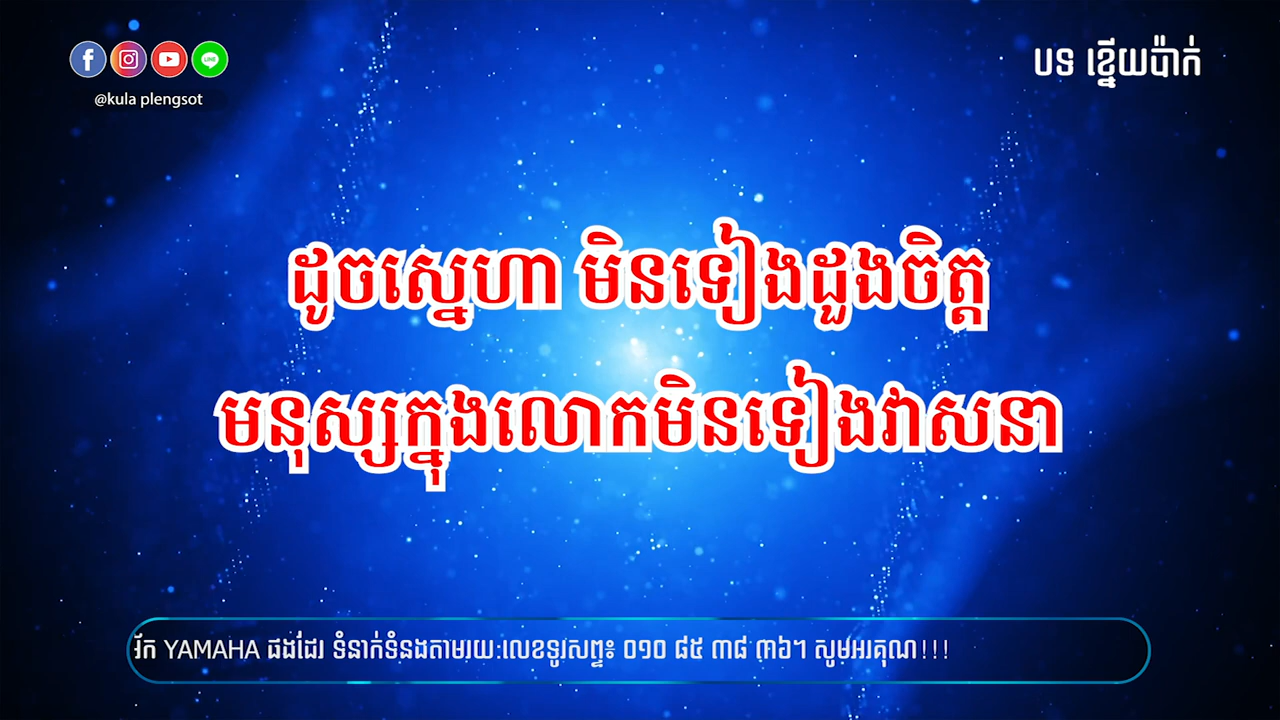 @kula plengsot
បទ ខ្នើយប៉ាក់
ដូចស្នេហា មិនទៀងដួងចិត្ត
មនុស្សក្នុងលោកមិនទៀងវាសនា
YAMAHA ផងដែរ ទំនាក់ទំនងតាមរយៈលេខទូរសព្ទ៖ ០១០ ៨៥ ៣៨ ៣៦។ សូមអរគុណ!!!